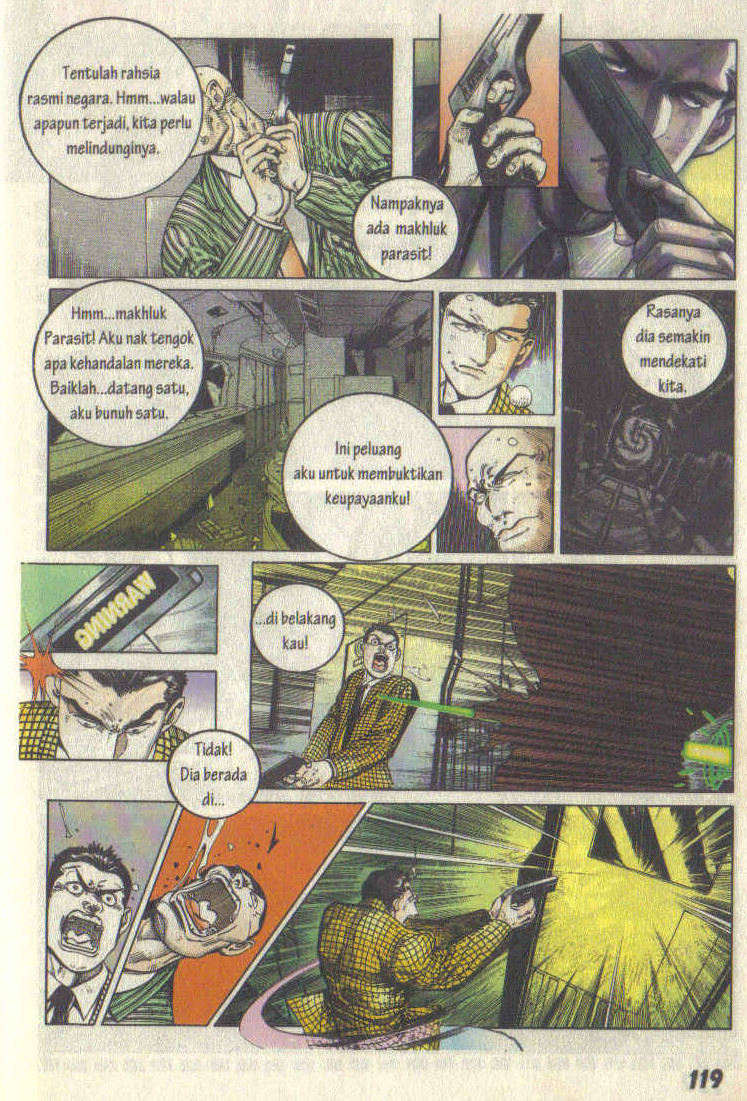 Tentulah rahsia
rasmi negara. Hmm...walau
apapun terjadi, kita perlu
melindunginya.
Nampaknya
ada makhluk
parasit!
Hmm...makhluk
Parasit! Aku nak tengok
apa kehandalan mereka.
Baiklah...datang satu,
aku bunuh satu.
Ini peluang
aku untuk membuktikan
keupayaanku!
Rasanya
dia semakin
mendekati
kita.
WARNING
Tidak!
Dia berada
di...
...di belakang
kau!
119